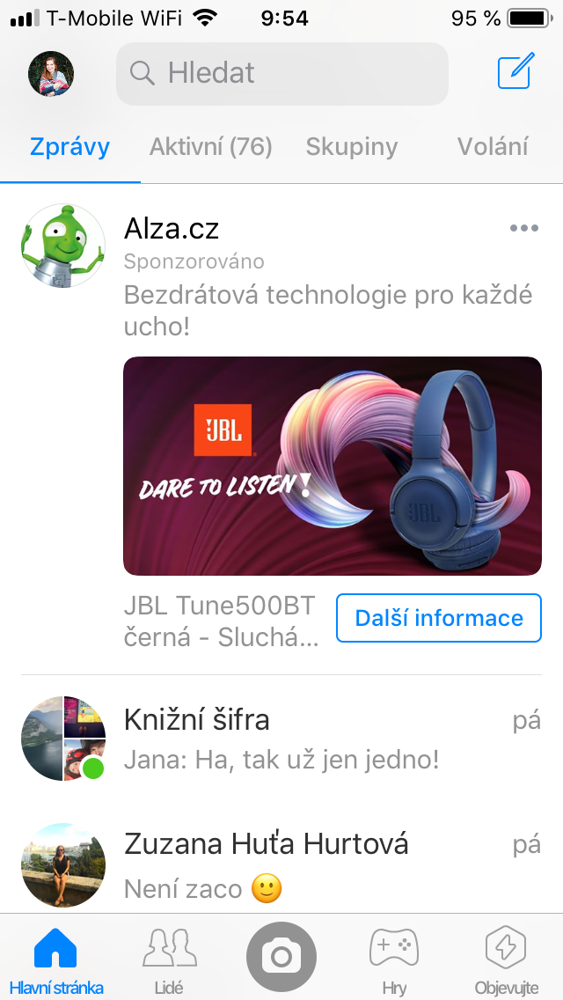 T-Mobile WiFi 9:54 95 %
Hledat
Zprávy Aktivní (76) Skupiny Volání
Alza.cz
Sponzorováno
Bezdrátová technologie pro každé
ucho!
JBL
DARE TO LISTEN!
JBL
JBL Tune500BT
černá - Sluchá...
Další informace
Knižní šifra pá
Jana: Ha, tak už jen jedno!
Zuzana Huťa Hurtová pá
Není zaco 🙂
Hlavní stránka Lidé Hry Objevujte